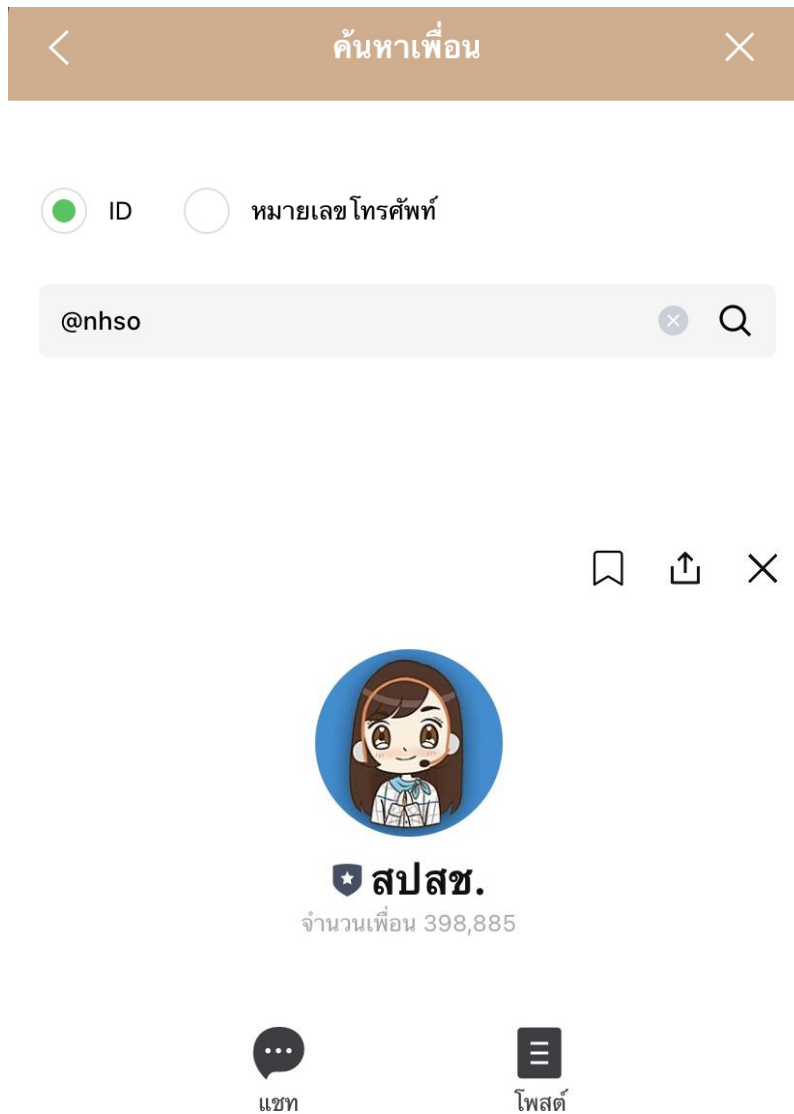 ค้นหาเพื่อน
ID หมายเลขโทรศัพท์
@nhso
สปสช.
จำนวนเพื่อน 398,885
แชท โพสต์